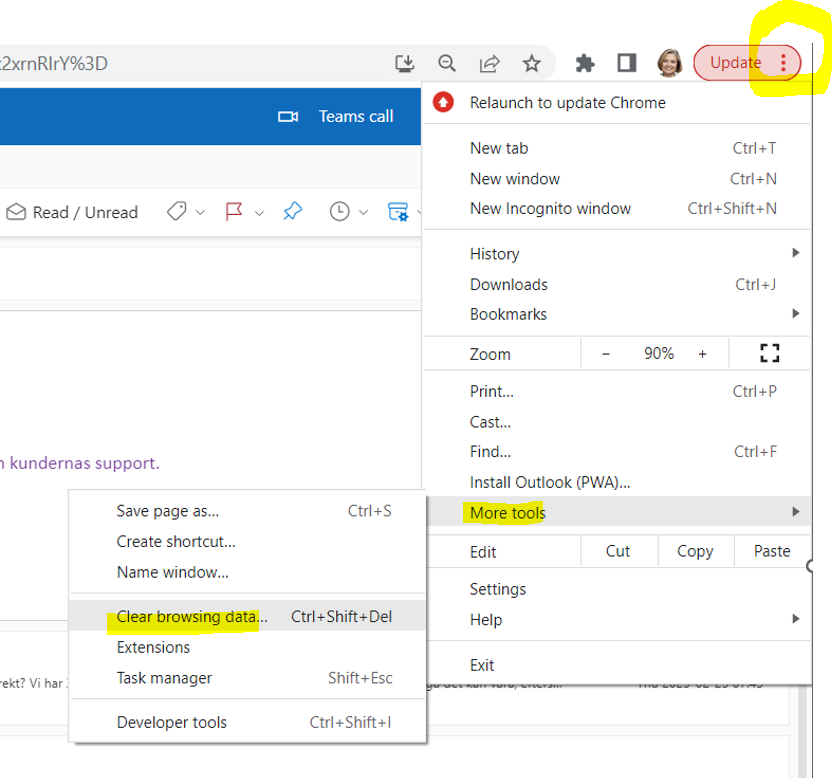 2xrnRlrY%3D
Update
Teams call
Relaunch to update Chrome
New tab Ctrl+T
New window Ctrl+N
Read / Unread
New Incognito window Ctrl+Shift+N
History
Downloads Ctrl+J
Bookmarks
Zoom - 90% +
Print... Ctrl+P
Cast...
Find... Ctrl+F
n kundernas support.
Install Outlook (PWA)...
More tools
Edit Cut Copy Paste
Settings
Help
Exit
Save page as... Ctrl+S
Create shortcut...
Name window...
Clear browsing data... Ctrl+Shift+Del
Extensions
Task manager Shift+Esc
Developer tools Ctrl+Shift+I
rekt? Vi har